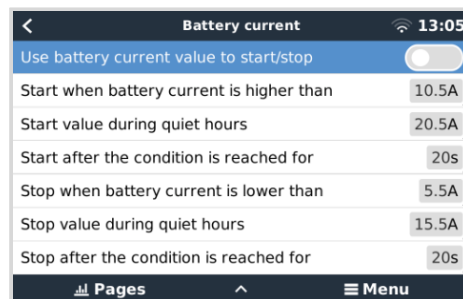 Battery current
13:05
Use battery current value to start/stop
Start when battery current is higher than 10.5A
Start value during quiet hours 20.5A
Start after the condition is reached for 20s
Stop when battery current is lower than 5.5A
Stop value during quiet hours 15.5A
Stop after the condition is reached for 20s
Pages Menu